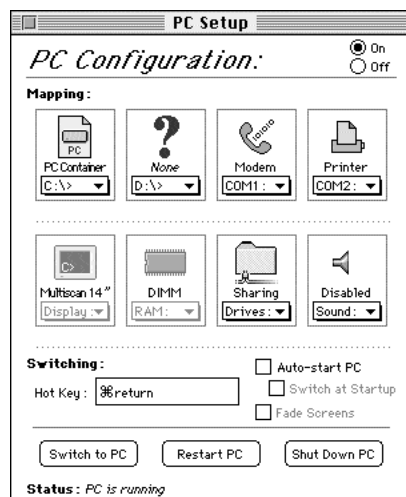 PC Setup
PC Configuration:
On
Off
Mapping:
PC
PC Container
None
Modem
Printer
C:\>
D:\>
COM1:
COM2:
Multiscan 14"
DIMM
Sharing
Disabled
Display:
RAM:
Drives:
Sound:
Switching:
Auto-start PC
Hot Key: ⌘return
Switch at Startup
Fade Screens
Switch to PC
Restart PC
Shut Down PC
Status: PC is running